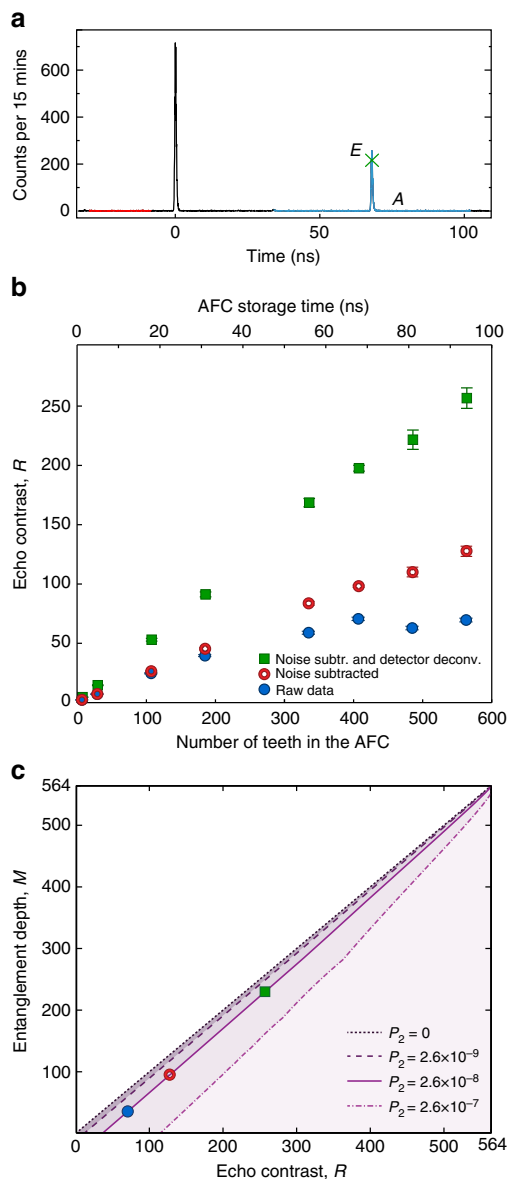 a
Counts per 15 mins
600
400
200
0
E
A
0
50
100
Time (ns)
b
AFC storage time (ns)
0
20
40
60
80
100
Echo contrast, R
250
200
150
100
50
0
Noise subtr. and detector deconv.
Noise subtracted
Raw data
0
100
200
300
400
500
600
Number of teeth in the AFC
c
Entanglement depth, M
564
500
400
300
200
100
P₂ = 0
P₂ = 2.6×10⁻⁹
P₂ = 2.6×10⁻⁸
P₂ = 2.6×10⁻⁷
0
100
200
300
400
500
564
Echo contrast, R